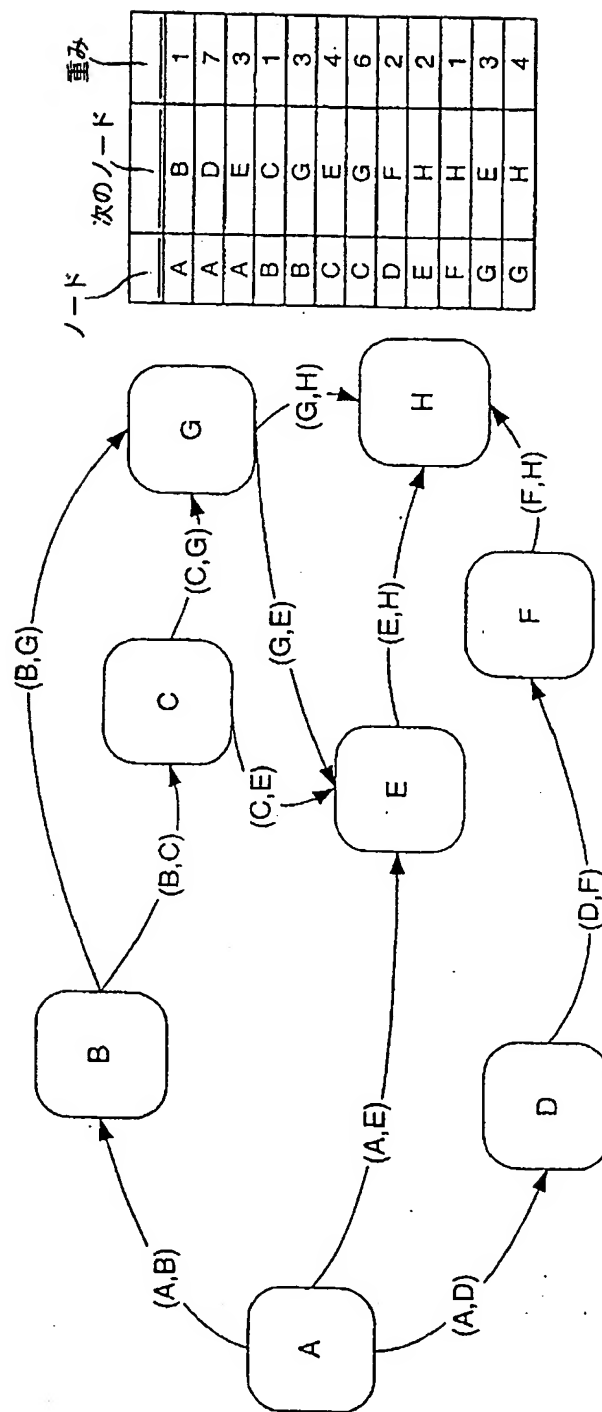 ノード 次のノード 重み
A B 1
A D 7
A E 3
B C 1
B G 3
C E 4
C G 6
D F 2
E H 2
F H 1
G E 3
G H 4
(B,G)
G
(A,B)
B
(B,C)
C
(C,G)
(G,H)
(C,E)
(G,E)
A
(A,E)
E
(E,H)
H
(A,D)
D
(D,F)
F
(F,H)